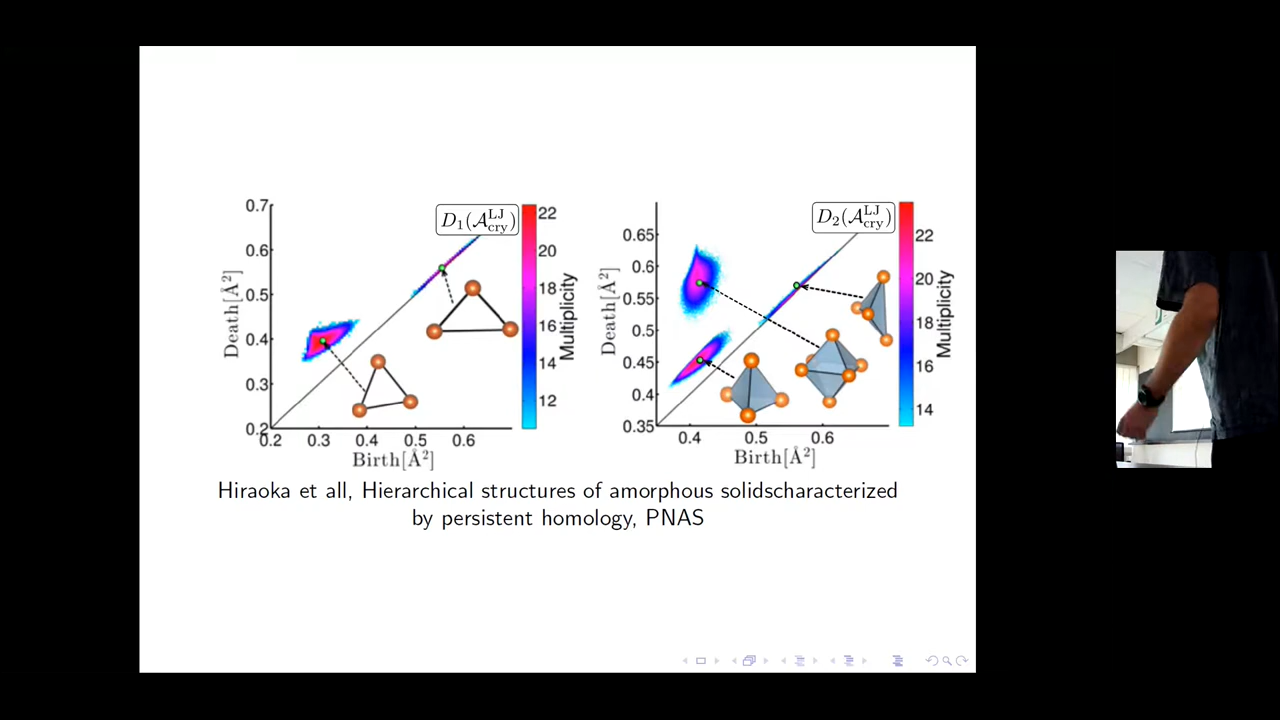 D₁(𝒜ᴸᴶcry)
0.7
0.6
0.5
0.4
0.3
0.2
Death[Å²]
0.2 0.3 0.4 0.5 0.6
Birth[Å²]
22
20
18
16
14
12
Multiplicity
D₂(𝒜ᴸᴶcry)
0.65
0.6
0.55
0.5
0.45
0.4
0.35
Death[Å²]
0.4 0.5 0.6
Birth[Å²]
22
20
18
16
14
Multiplicity
Hiraoka et all, Hierarchical structures of amorphous solidscharacterized
by persistent homology, PNAS